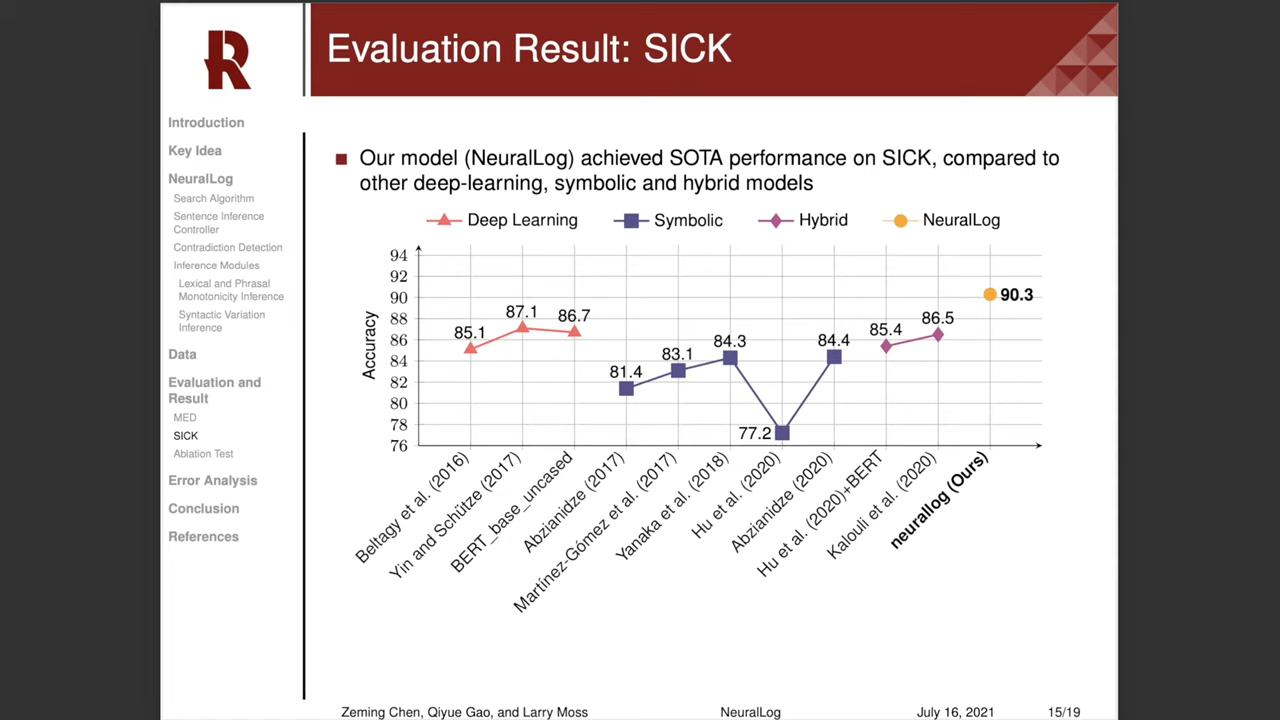 R
Evaluation Result: SICK
Introduction
Key Idea
NeuralLog
Search Algorithm
Sentence Inference
Controller
Contradiction Detection
Inference Modules
Lexical and Phrasal
Monotonicity Inference
Syntactic Variation
Inference
Data
Evaluation and
Result
MED
SICK
Ablation Test
Error Analysis
Conclusion
References
Our model (NeuralLog) achieved SOTA performance on SICK, compared to
other deep-learning, symbolic and hybrid models
Deep Learning
Symbolic
Hybrid
NeuralLog
Accuracy
94
92
90
88
86
84
82
80
78
76
85.1
87.1
86.7
81.4
83.1
84.3
77.2
84.4
85.4
86.5
90.3
Beltagy et al. (2016)
Yin and Schütze (2017)
BERT_base_uncased
Abzianidze (2017)
Martínez-Gómez et al. (2017)
Yanaka et al. (2018)
Hu et al. (2020)
Abzianidze (2020)
Hu et al. (2020)+BERT
Kalouli et al. (2020)
neurallog (Ours)
Zeming Chen, Qiyue Gao, and Larry Moss
NeuralLog
July 16, 2021
15/19